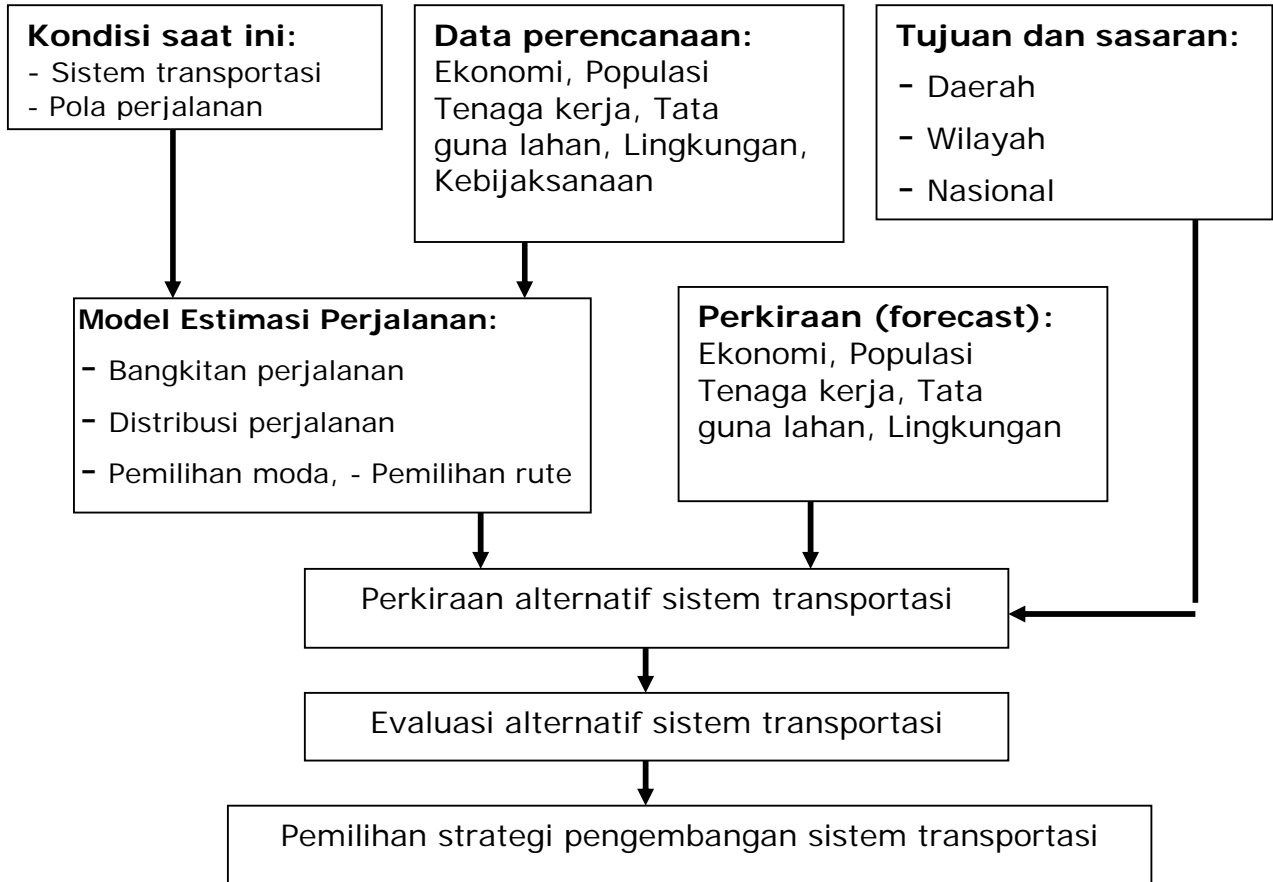 Kondisi saat ini:
- Sistem transportasi
- Pola perjalanan
Data perencanaan:
Ekonomi, Populasi
Tenaga kerja, Tata
guna lahan, Lingkungan,
Kebijaksanaan
Tujuan dan sasaran:
- Daerah
- Wilayah
- Nasional
Model Estimasi Perjalanan:
- Bangkitan perjalanan
- Distribusi perjalanan
- Pemilihan moda, - Pemilihan rute
Perkiraan (forecast):
Ekonomi, Populasi
Tenaga kerja, Tata
guna lahan, Lingkungan
Perkiraan alternatif sistem transportasi
Evaluasi alternatif sistem transportasi
Pemilihan strategi pengembangan sistem transportasi